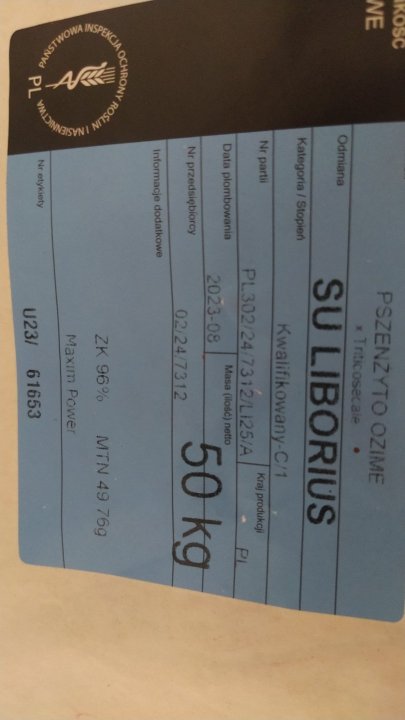 PAŃSTWOWA INSPEKCJA OCHRONY ROŚLIN I NASIENNICTWA
PL
KOŚĆ
WE
PSZENŻYTO OZIME
x Triticosecale
Odmiana
SU LIBORIUS
Kategoria / Stopień
Kwalifikowany-C/1
Nr partii
PL302/24/7312/LI25/A
Kraj produkcji
PL
Data plombowania
2023-08
Masa (ilość) netto
50 kg
Nr przedsiębiorcy
02/24/7312
Informacje dodatkowe
ZK 96% MTN 49.76g
Maxim Power
Nr etykiety
U23/ 61653